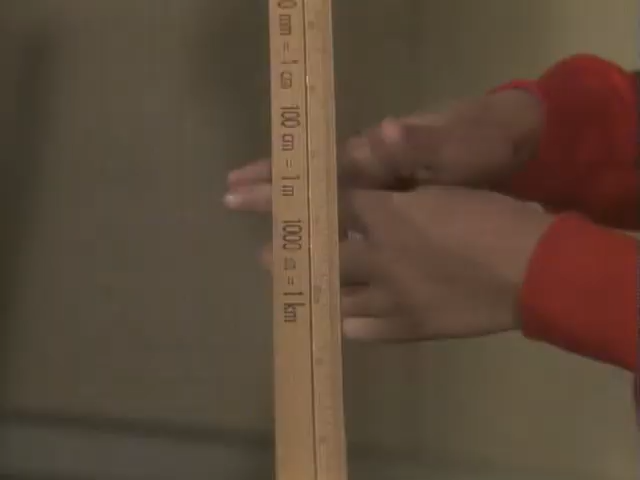 0 mm = 1 cm 100 cm = 1 m 1000 m = 1 km